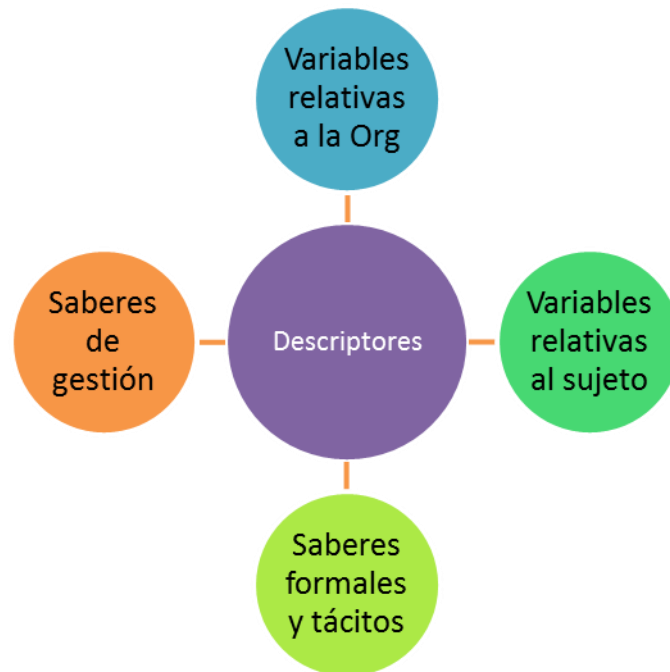 Variables
relativas
a la Org
Saberes
de
gestión
Descriptores
Variables
relativas
al sujeto
Saberes
formales
y tácitos